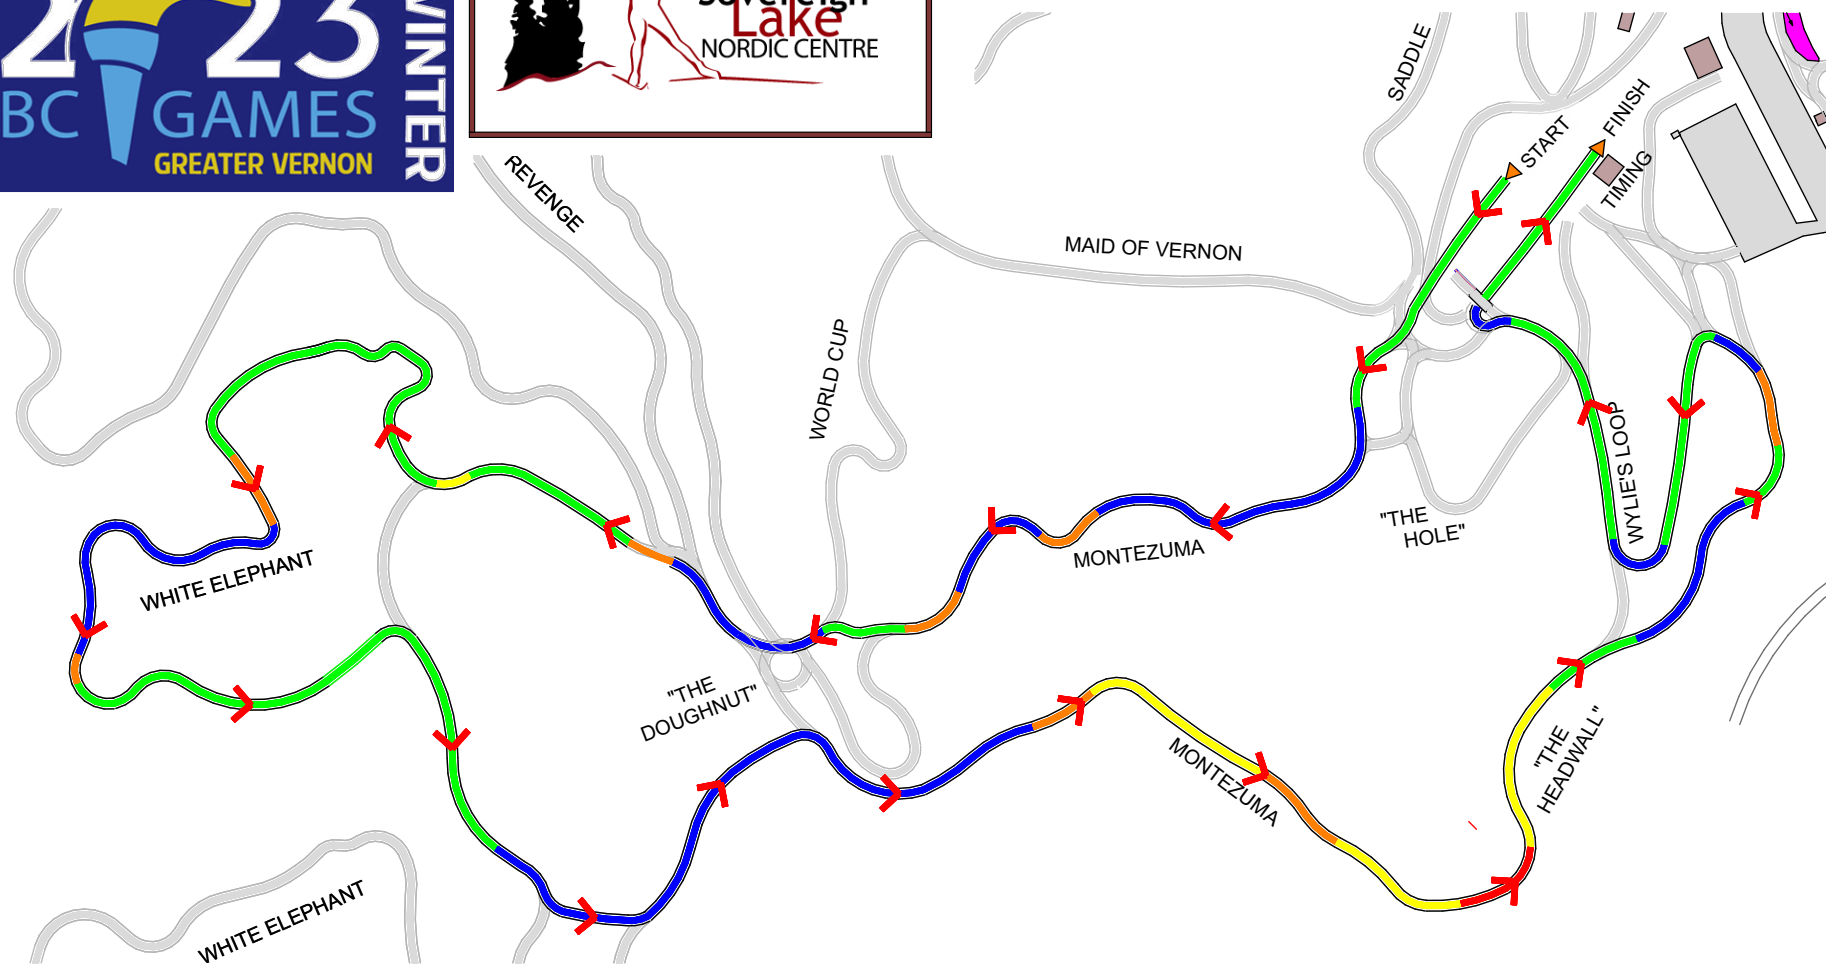 2023
BC GAMES
GREATER VERNON
WINTER
Sovereign
Lake
NORDIC CENTRE
REVENGE
SADDLE
START
FINISH
TIMING
MAID OF VERNON
WORLD CUP
"THE
HOLE"
WYLIE'S LOOP
MONTEZUMA
WHITE ELEPHANT
"THE
DOUGHNUT"
MONTEZUMA
"THE
HEADWALL"
WHITE ELEPHANT